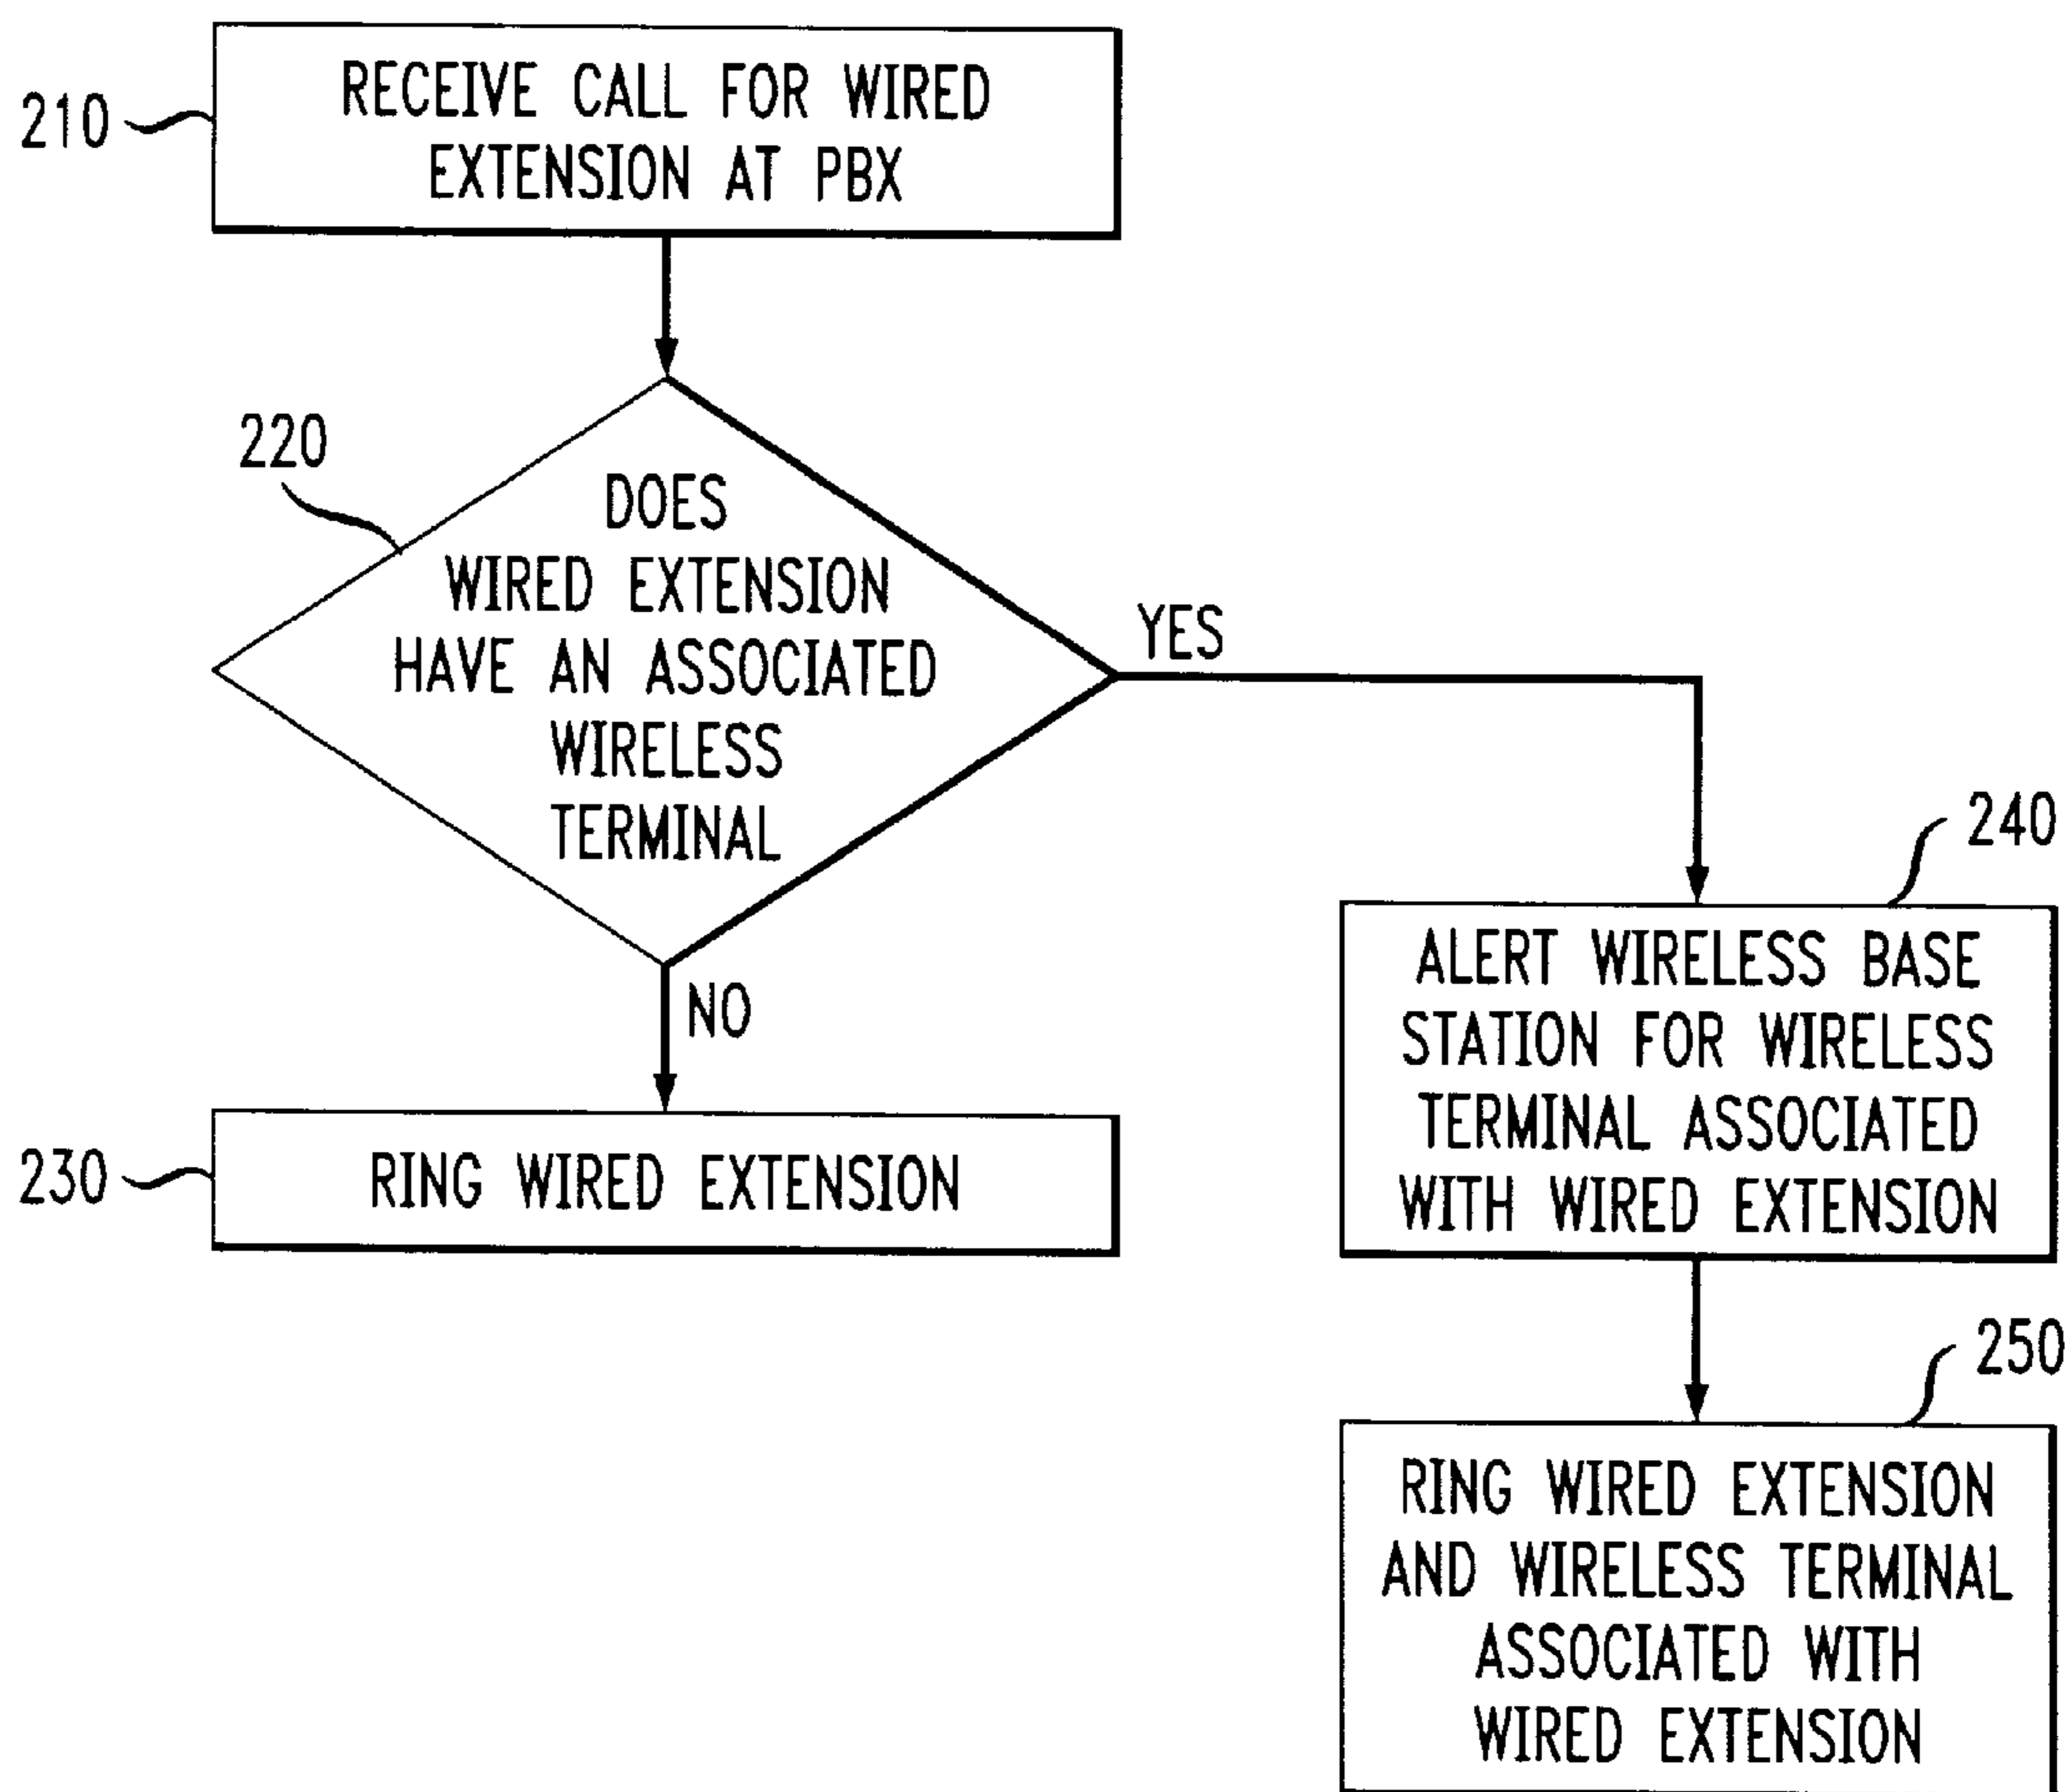 210
RECEIVE CALL FOR WIRED
EXTENSION AT PBX
220
DOES
WIRED EXTENSION
HAVE AN ASSOCIATED
WIRELESS
TERMINAL
YES
NO
230
RING WIRED EXTENSION
240
ALERT WIRELESS BASE
STATION FOR WIRELESS
TERMINAL ASSOCIATED
WITH WIRED EXTENSION
250
RING WIRED EXTENSION
AND WIRELESS TERMINAL
ASSOCIATED WITH
WIRED EXTENSION